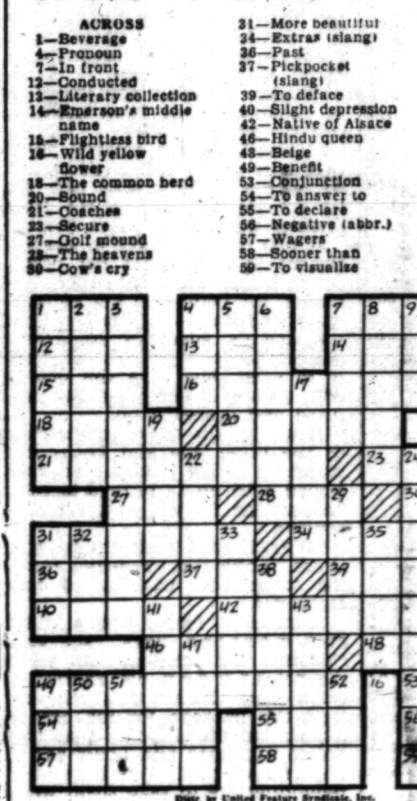 ACROSS
1—Beverage
4—Pronoun
7—In front
12—Conducted
13—Literary collection
14—Emerson's middle
name
15—Flightless bird
16—Wild yellow
flower
18—The common herd
20—Sound
21—Coaches
23—Secure
27—Golf mound
28—The heavens
30—Cow's cry
31—More beautiful
34—Extras (slang)
36—Past
37—Pickpocket
(slang)
39—To deface
40—Slight depression
42—Native of Alsace
46—Hindu queen
48—Beige
49—Benefit
53—Conjunction
54—To answer to
55—To declare
56—Negative (abbr.)
57—Wagers
58—Sooner than
59—To visualize
1 2 3 4 5 6 7 8 9
12 13 14
15 16 17
18 19 20
21 22 23 24
27 28 29
31 32 33 34 35
36 37 38 39
40 41 42 43
46 47 48
49 50 51 52
54 55
57 58
Distr. by United Feature Syndicate, Inc.